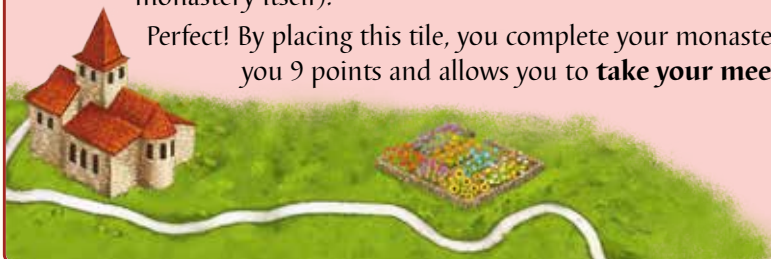 monastery itself).
Perfect! By placing this tile, you complete your monaste
you 9 points and allows you to take your mee